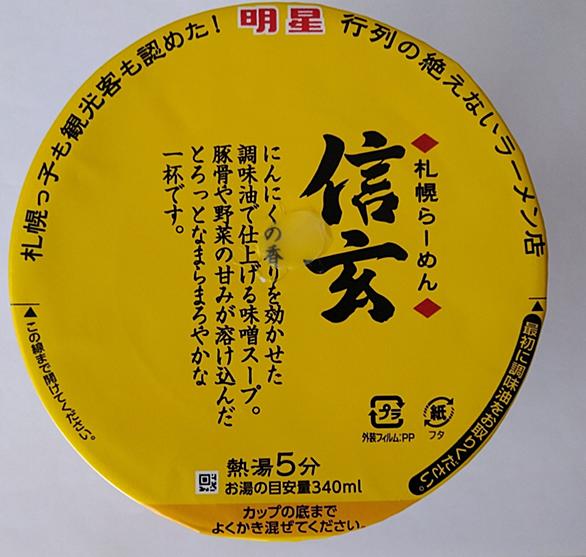 札幌っ子も観光客も認めた!
明星
行列の絶えないラーメン店
札幌らーめん
信玄
にんにくの香りを効かせた
調味油で仕上げる味噌スープ。
豚骨や野菜の甘みが溶け込んだ
とろっとなまらまろやかな
一杯です。
▲この線まで開けてください。
▲最初に調味油をお取りください。
プラ
外装フィルム:PP
紙
フタ
熱湯5分
お湯の目安量340ml
カップの底まで
よくかき混ぜてください。